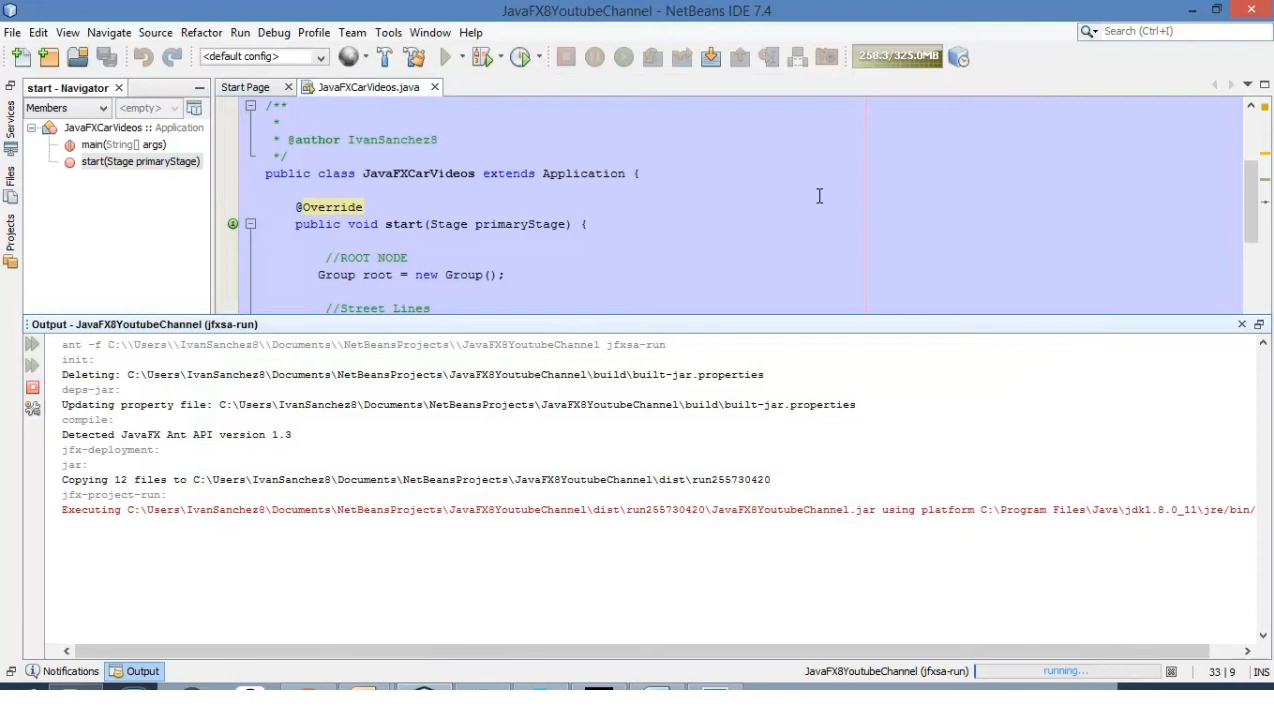 JavaFX8YoutubeChannel - NetBeans IDE 7.4
File Edit View Navigate Source Refactor Run Debug Profile Team Tools Window Help
Search (Ctrl+I)
<default config>
258.3/325.0MB
start - Navigator
Start Page
JavaFXCarVideos.java
Members
<empty>
JavaFXCarVideos :: Application
main(String[] args)
start(Stage primaryStage)
Services
Files
Projects
/**
*
* @author IvanSanchez8
*/
public class JavaFXCarVideos extends Application {
@Override
public void start(Stage primaryStage) {
//ROOT NODE
Group root = new Group();
//Street Lines
Output - JavaFX8YoutubeChannel (jfxsa-run)
ant -f C:\\Users\\IvanSanchez8\\Documents\\NetBeansProjects\\JavaFX8YoutubeChannel jfxsa-run
init:
Deleting: C:\Users\IvanSanchez8\Documents\NetBeansProjects\JavaFX8YoutubeChannel\build\built-jar.properties
deps-jar:
Updating property file: C:\Users\IvanSanchez8\Documents\NetBeansProjects\JavaFX8YoutubeChannel\build\built-jar.properties
compile:
Detected JavaFX Ant API version 1.3
jfx-deployment:
jar:
Copying 12 files to C:\Users\IvanSanchez8\Documents\NetBeansProjects\JavaFX8YoutubeChannel\dist\run255730420
jfx-project-run:
Executing C:\Users\IvanSanchez8\Documents\NetBeansProjects\JavaFX8YoutubeChannel\dist\run255730420\JavaFX8YoutubeChannel.jar using platform C:\Program Files\Java\jdk1.8.0_11\jre/bin/
Notifications
Output
JavaFX8YoutubeChannel (jfxsa-run)
running...
33 | 9
INS